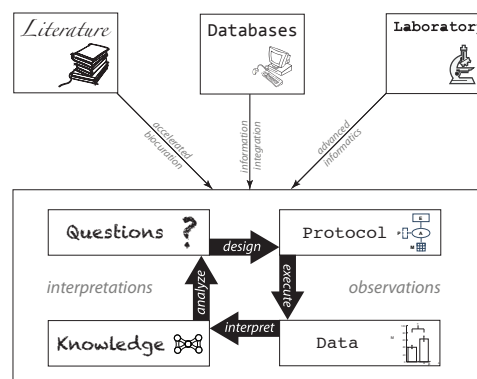 Literature
Databases
Laboratory
accelerated
biocuration
information
integration
advanced
informatics
Questions
?
design
Protocol
E
P
A
M
interpretations
analyze
execute
observations
Knowledge
interpret
Data